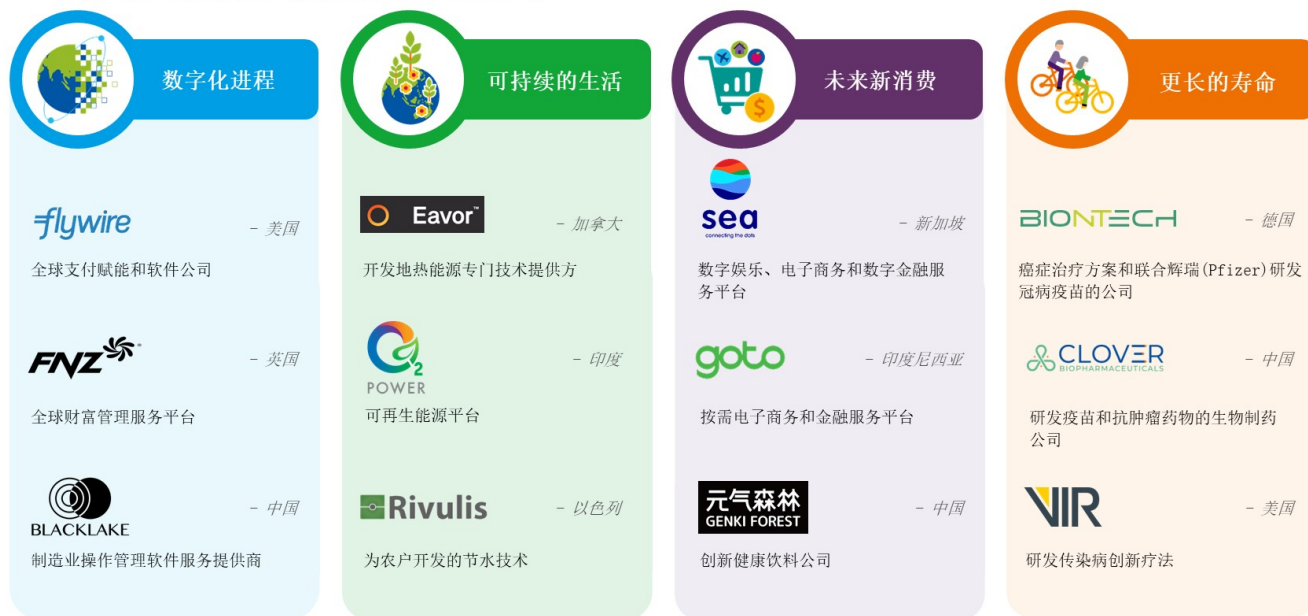 数字化进程
flywire
- 美国
全球支付赋能和软件公司
FNZ
- 英国
全球财富管理服务平台
BLACKLAKE
- 中国
制造业操作管理软件服务提供商
可持续的生活
Eavor™
- 加拿大
开发地热能源专门技术提供方
O2
POWER
- 印度
可再生能源平台
Rivulis
- 以色列
为农户开发的节水技术
未来新消费
sea
connecting the dots
- 新加坡
数字娱乐、电子商务和数字金融服
务平台
goto
- 印度尼西亚
按需电子商务和金融服务平台
元气森林
GENKI FOREST
- 中国
创新健康饮料公司
更长的寿命
BIONTECH
- 德国
癌症治疗方案和联合辉瑞(Pfizer)研发
冠病疫苗的公司
CLOVER
BIOPHARMACEUTICALS
- 中国
研发疫苗和抗肿瘤药物的生物制药
公司
VIR
- 美国
研发传染病创新疗法